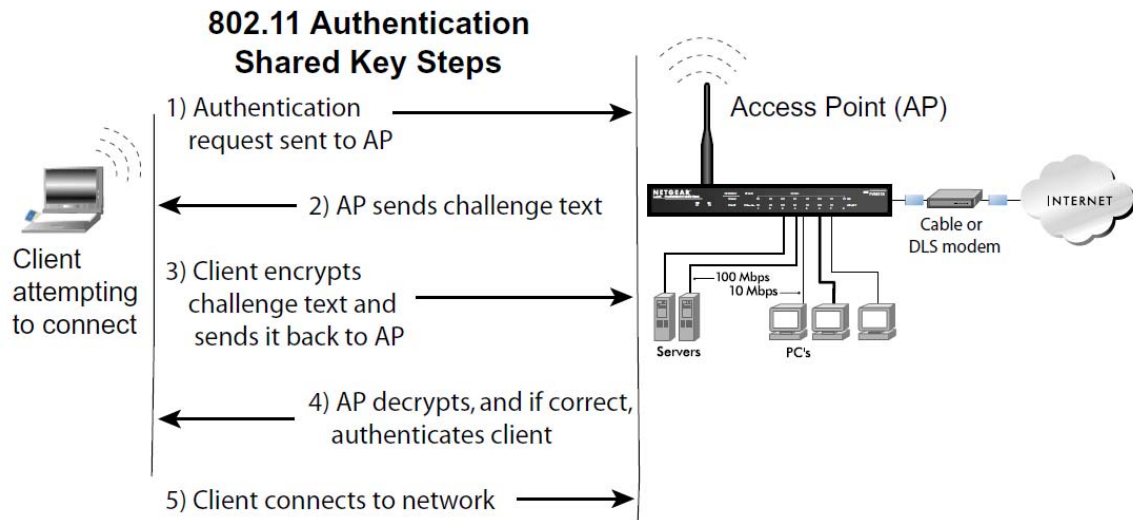 802.11 Authentication
Shared Key Steps
1) Authentication
request sent to AP
Access Point (AP)
NETGEAR
2) AP sends challenge text
INTERNET
Cable or
DLS modem
Client
attempting
to connect
3) Client encrypts
challenge text and
sends it back to AP
100 Mbps
10 Mbps
Servers
PC's
4) AP decrypts, and if correct,
authenticates client
5) Client connects to network